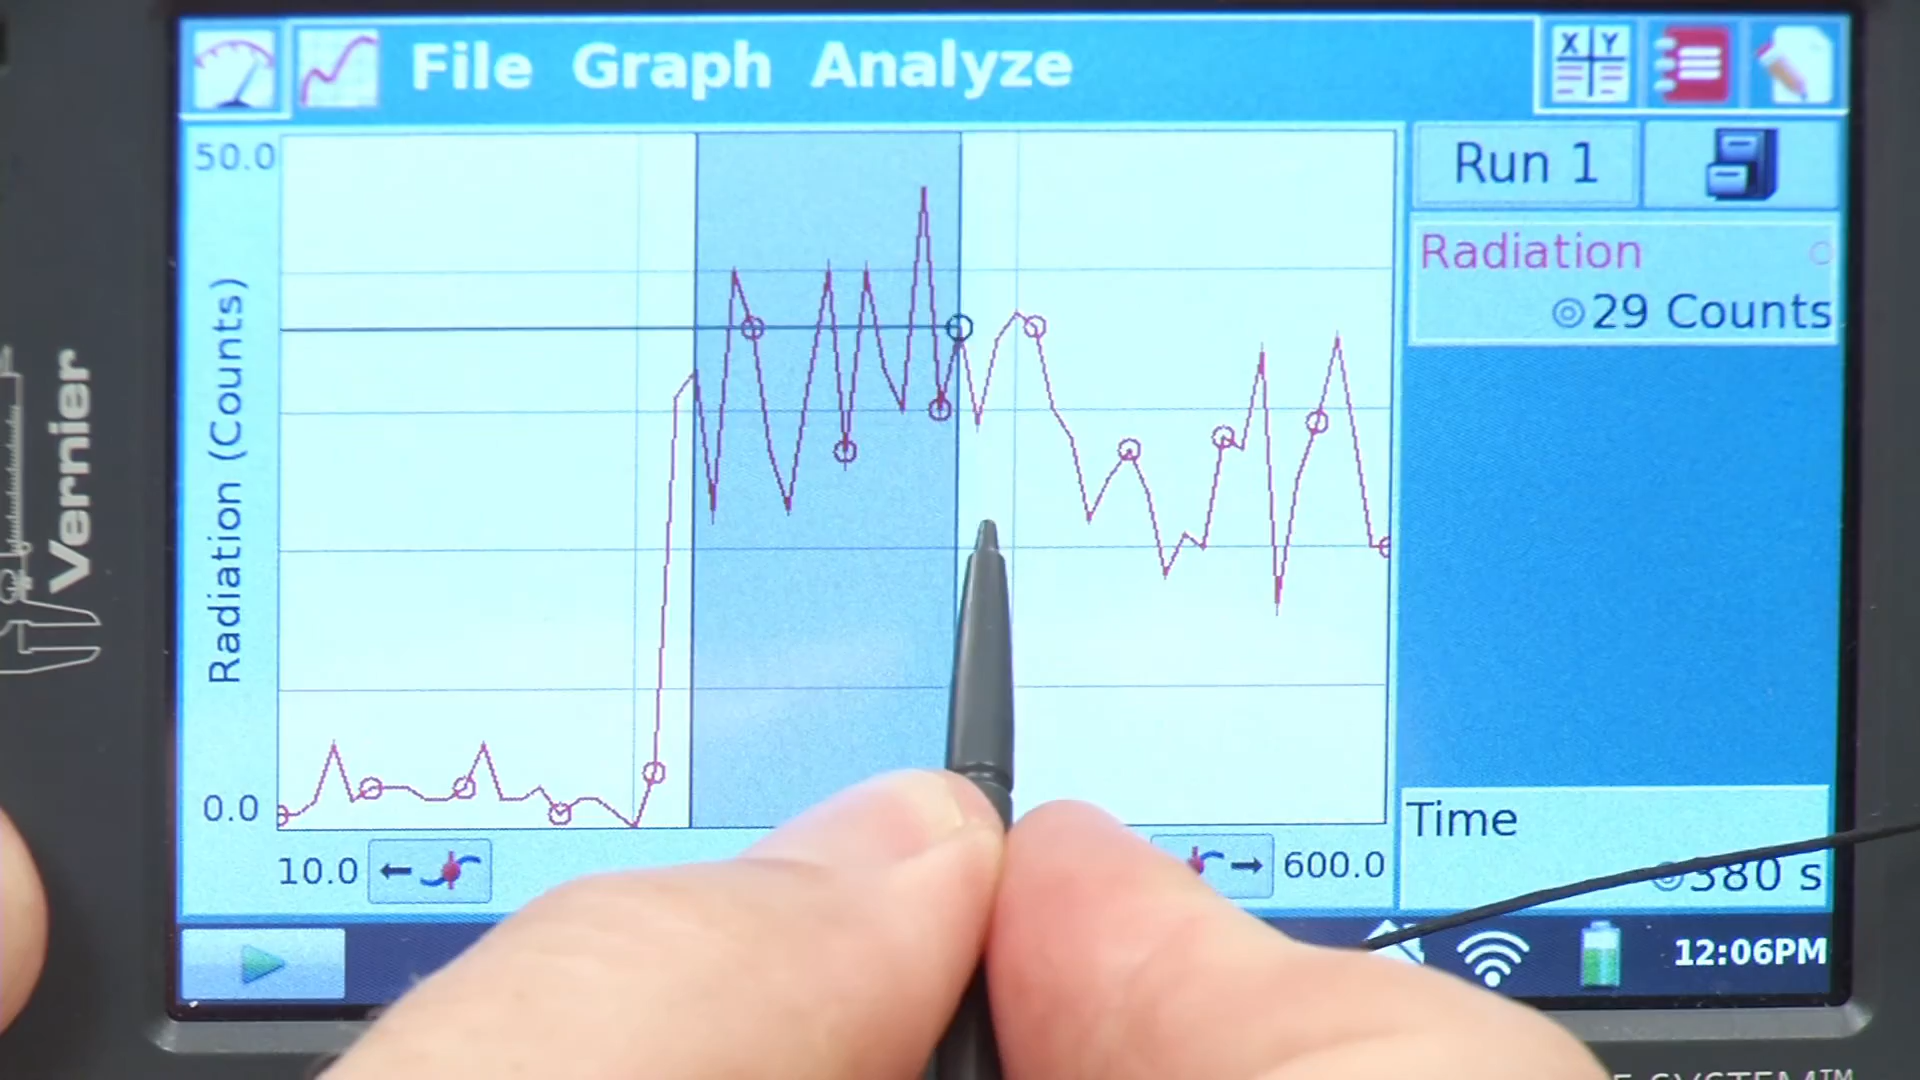 File Graph Analyze
X Y
50.0
Run 1
Radiation
29 Counts
Radiation (Counts)
Vernier
0.0
10.0
600.0
Time
380 s
12:06PM
SYSTEM™